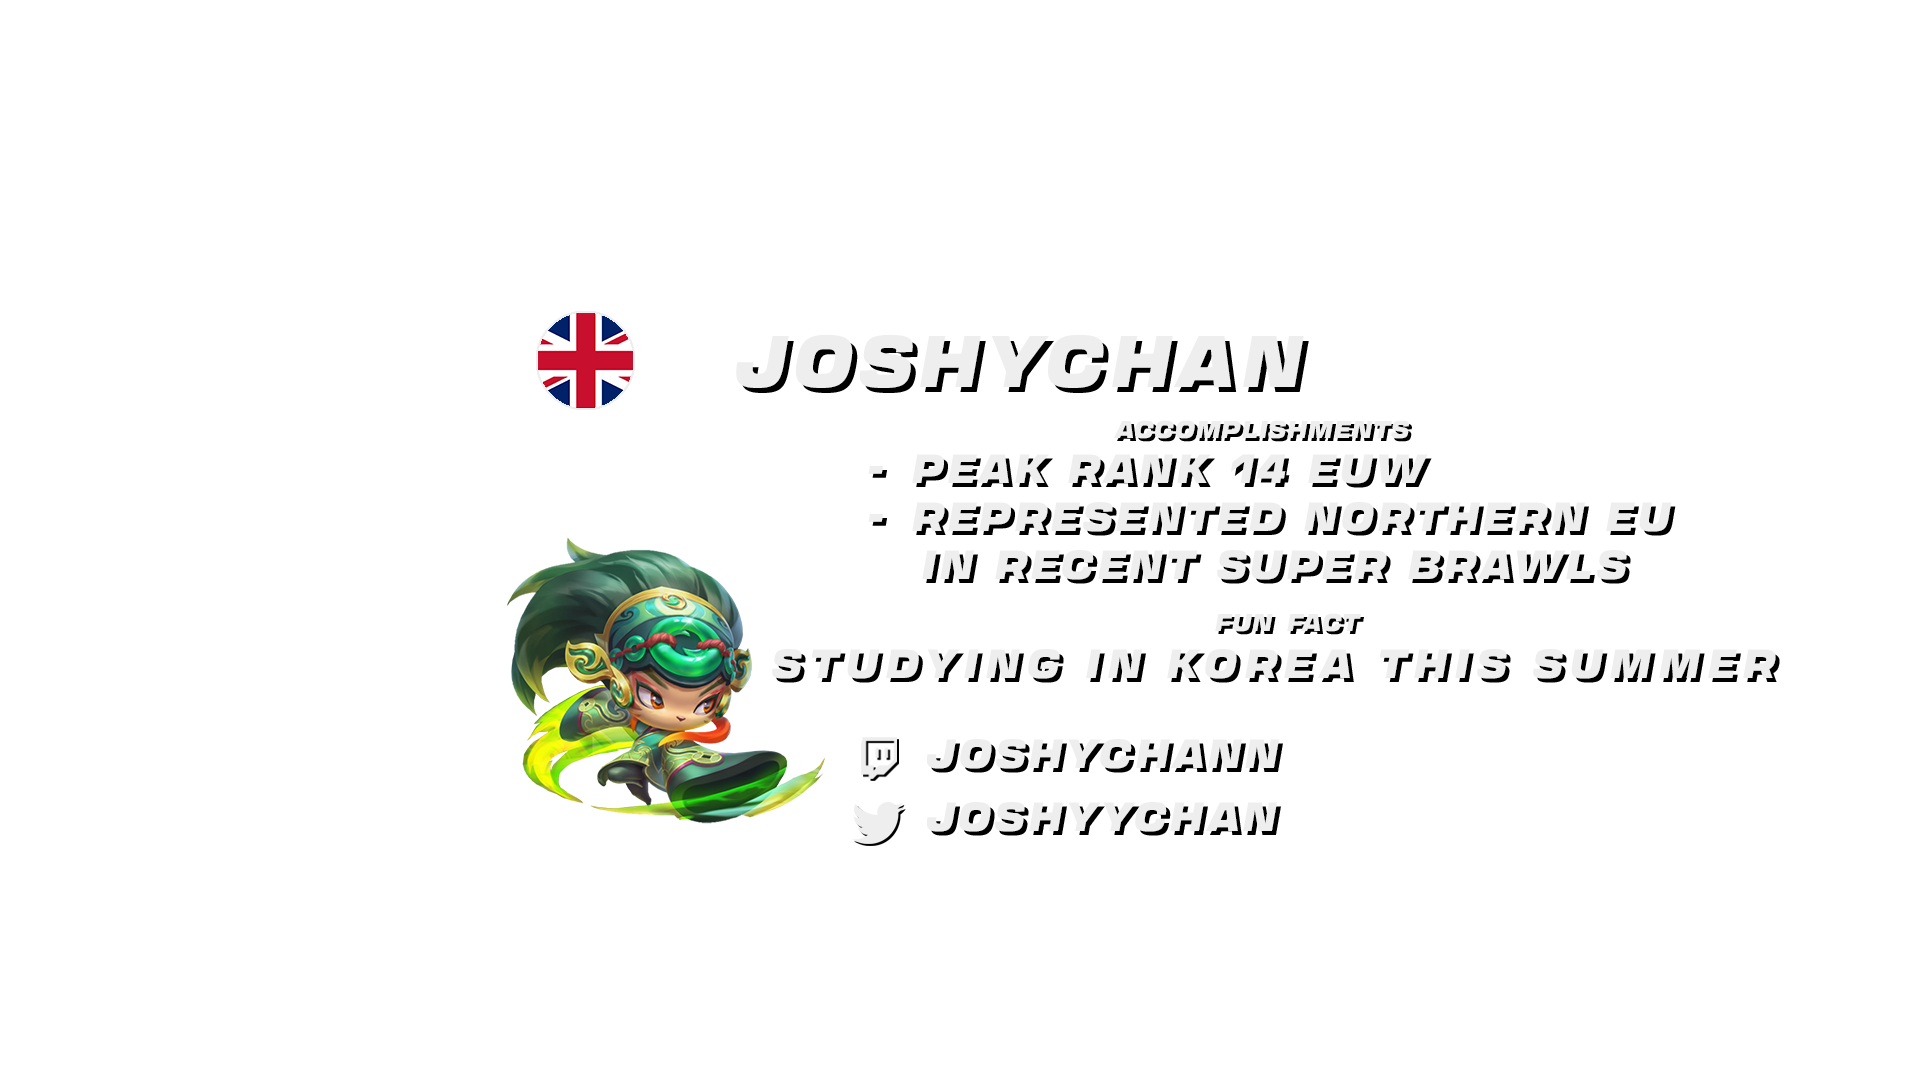 JOSHYCHAN
ACCOMPLISHMENTS
- PEAK RANK 14 EUW
- REPRESENTED NORTHERN EU
IN RECENT SUPER BRAWLS
FUN FACT
STUDYING IN KOREA THIS SUMMER
JOSHYCHANN
JOSHYYCHAN